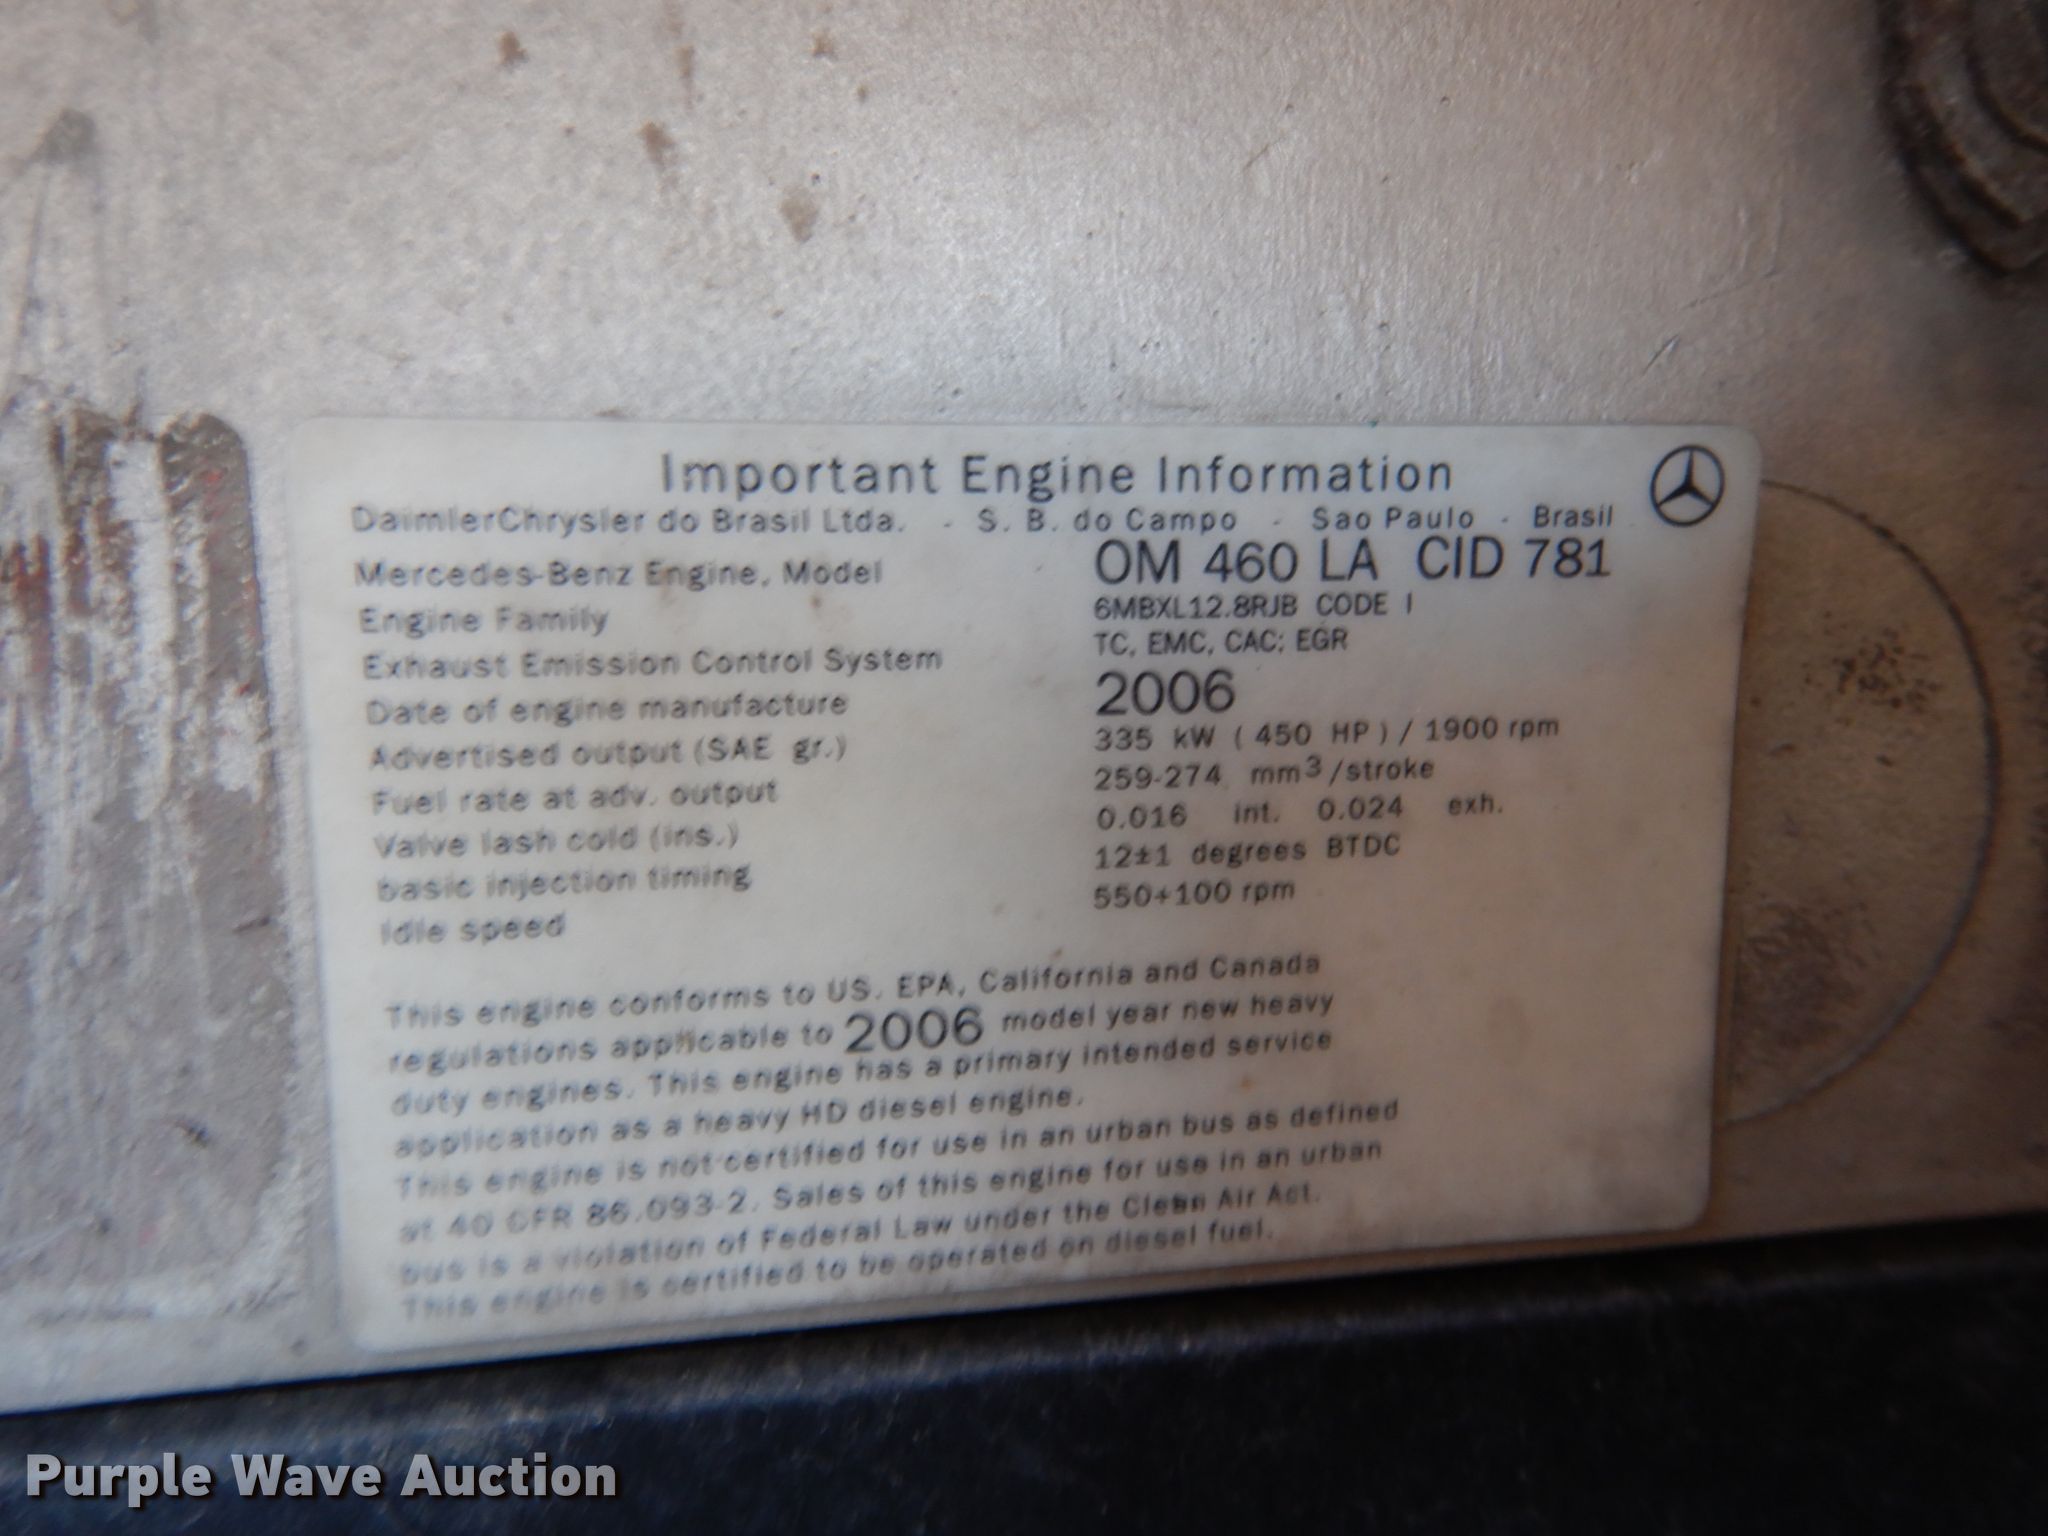 Important Engine Information
DaimlerChrysler do Brasil Ltda. - S. B. do Campo - Sao Paulo - Brasil
Mercedes-Benz Engine, Model OM 460 LA CID 781
Engine Family 6MBXL12.8RJB CODE I
Exhaust Emission Control System TC, EMC, CAC; EGR
Date of engine manufacture 2006
Advertised output (SAE gr.) 335 kW ( 450 HP ) / 1900 rpm
Fuel rate at adv. output 259-274 mm3/stroke
Valve lash cold (ins.) 0.016 int. 0.024 exh.
basic injection timing 12±1 degrees BTDC
Idle speed 550+100 rpm
This engine conforms to US. EPA, California and Canada
regulations applicable to 2006 model year new heavy
duty engines. This engine has a primary intended service
application as a heavy HD diesel engine.
This engine is not certified for use in an urban bus as defined
at 40 CFR 86.093-2. Sales of this engine for use in an urban
bus is a violation of Federal Law under the Clean Air Act.
This engine is certified to be operated on diesel fuel.
Purple Wave Auction